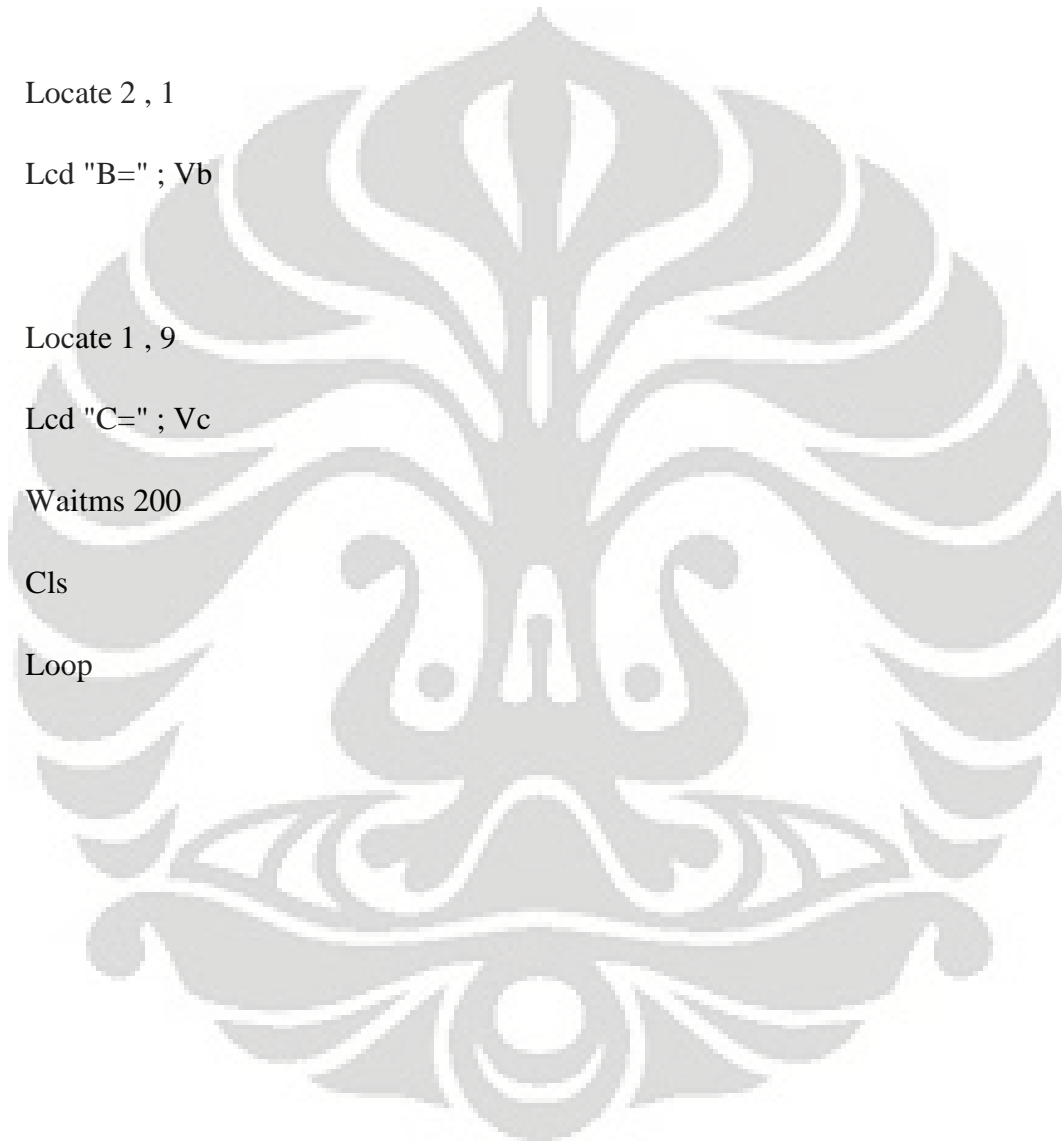 Locate 2 , 1
Lcd "B=" ; Vb
Locate 1 , 9
Lcd "C=" ; Vc
Waitms 200
Cls
Loop